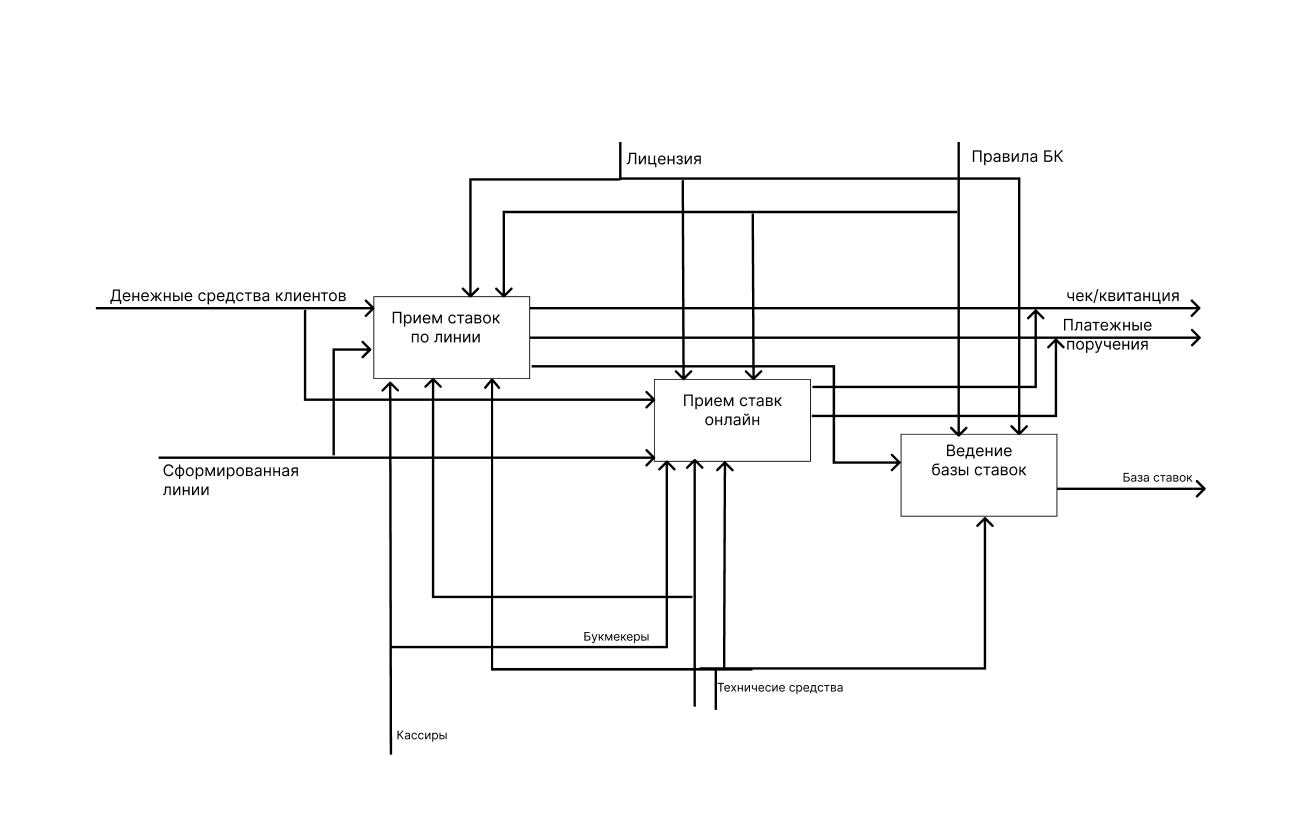 Лицензия
Правила БК
Денежные средства клиентов
чек/квитанция
Прием ставок
по линии
Платежные
поручения
Прием ставк
онлайн
Ведение
базы ставок
Сформированная
линии
База ставок
Букмекеры
Техничесие средства
Кассиры